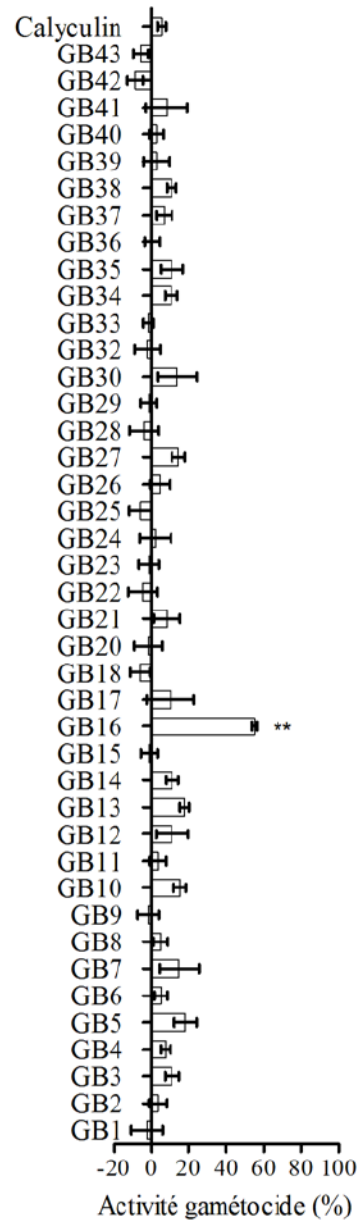 Calyculin
GB43
GB42
GB41
GB40
GB39
GB38
GB37
GB36
GB35
GB34
GB33
GB32
GB30
GB29
GB28
GB27
GB26
GB25
GB24
GB23
GB22
GB21
GB20
GB18
GB17
GB16 **
GB15
GB14
GB13
GB12
GB11
GB10
GB9
GB8
GB7
GB6
GB5
GB4
GB3
GB2
GB1
-20 0 20 40 60 80 100
Activité gamétocide (%)